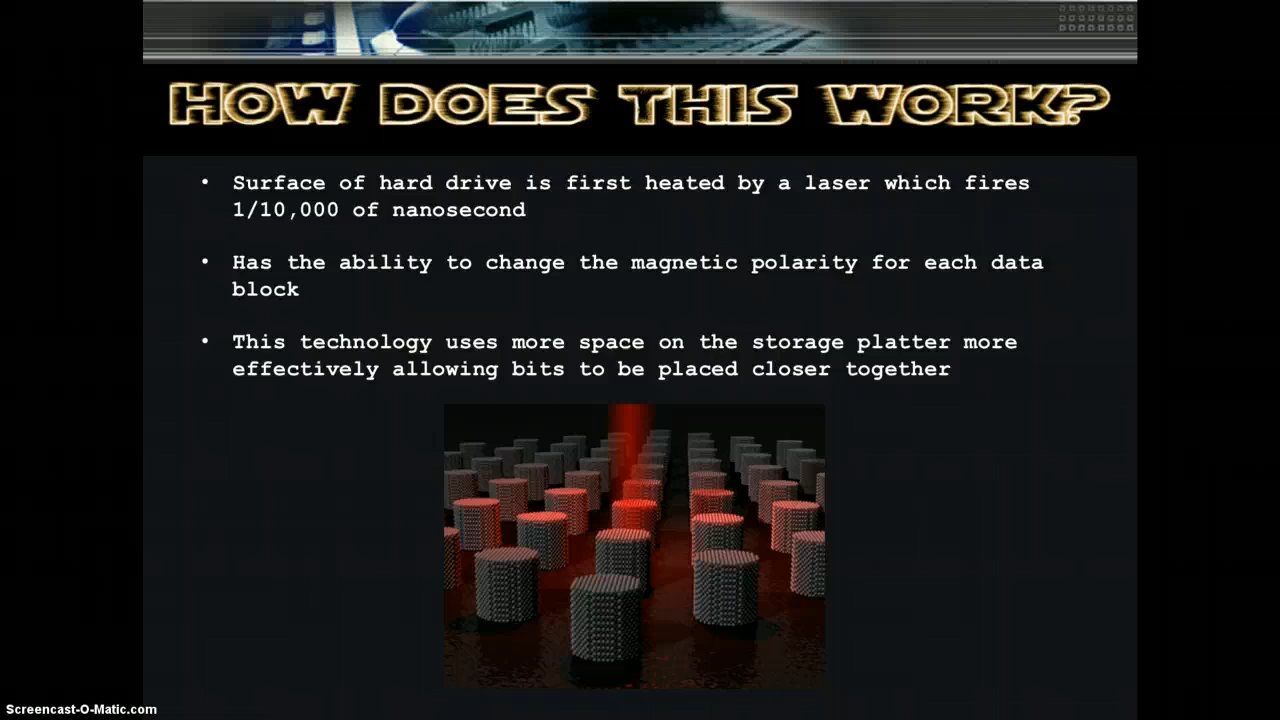 HOW DOES THIS WORK?
• Surface of hard drive is first heated by a laser which fires
1/10,000 of nanosecond
• Has the ability to change the magnetic polarity for each data
block
• This technology uses more space on the storage platter more
effectively allowing bits to be placed closer together
Screencast-O-Matic.com